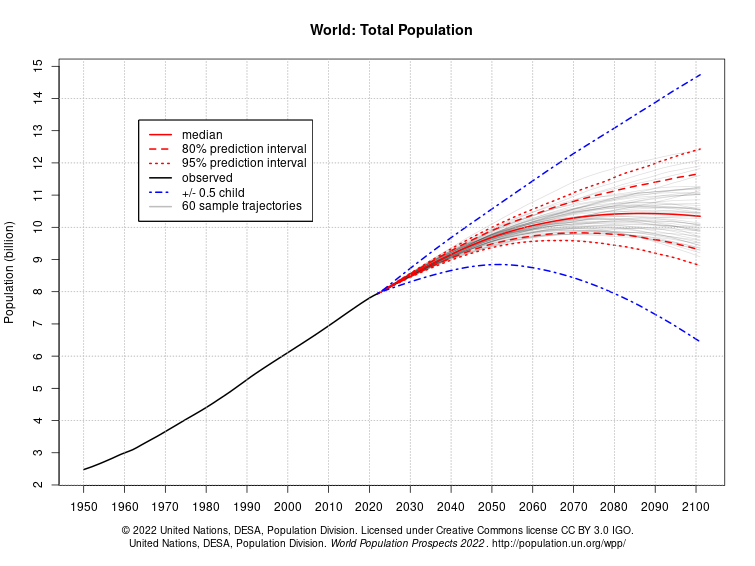 World: Total Population
15
14
13
12
11
10
9
8
7
6
5
4
3
2
Population (billion)
median
80% prediction interval
95% prediction interval
observed
+/- 0.5 child
60 sample trajectories
1950 1960 1970 1980 1990 2000 2010 2020 2030 2040 2050 2060 2070 2080 2090 2100
© 2022 United Nations, DESA, Population Division. Licensed under Creative Commons license CC BY 3.0 IGO.
United Nations, DESA, Population Division. World Population Prospects 2022. http://population.un.org/wpp/